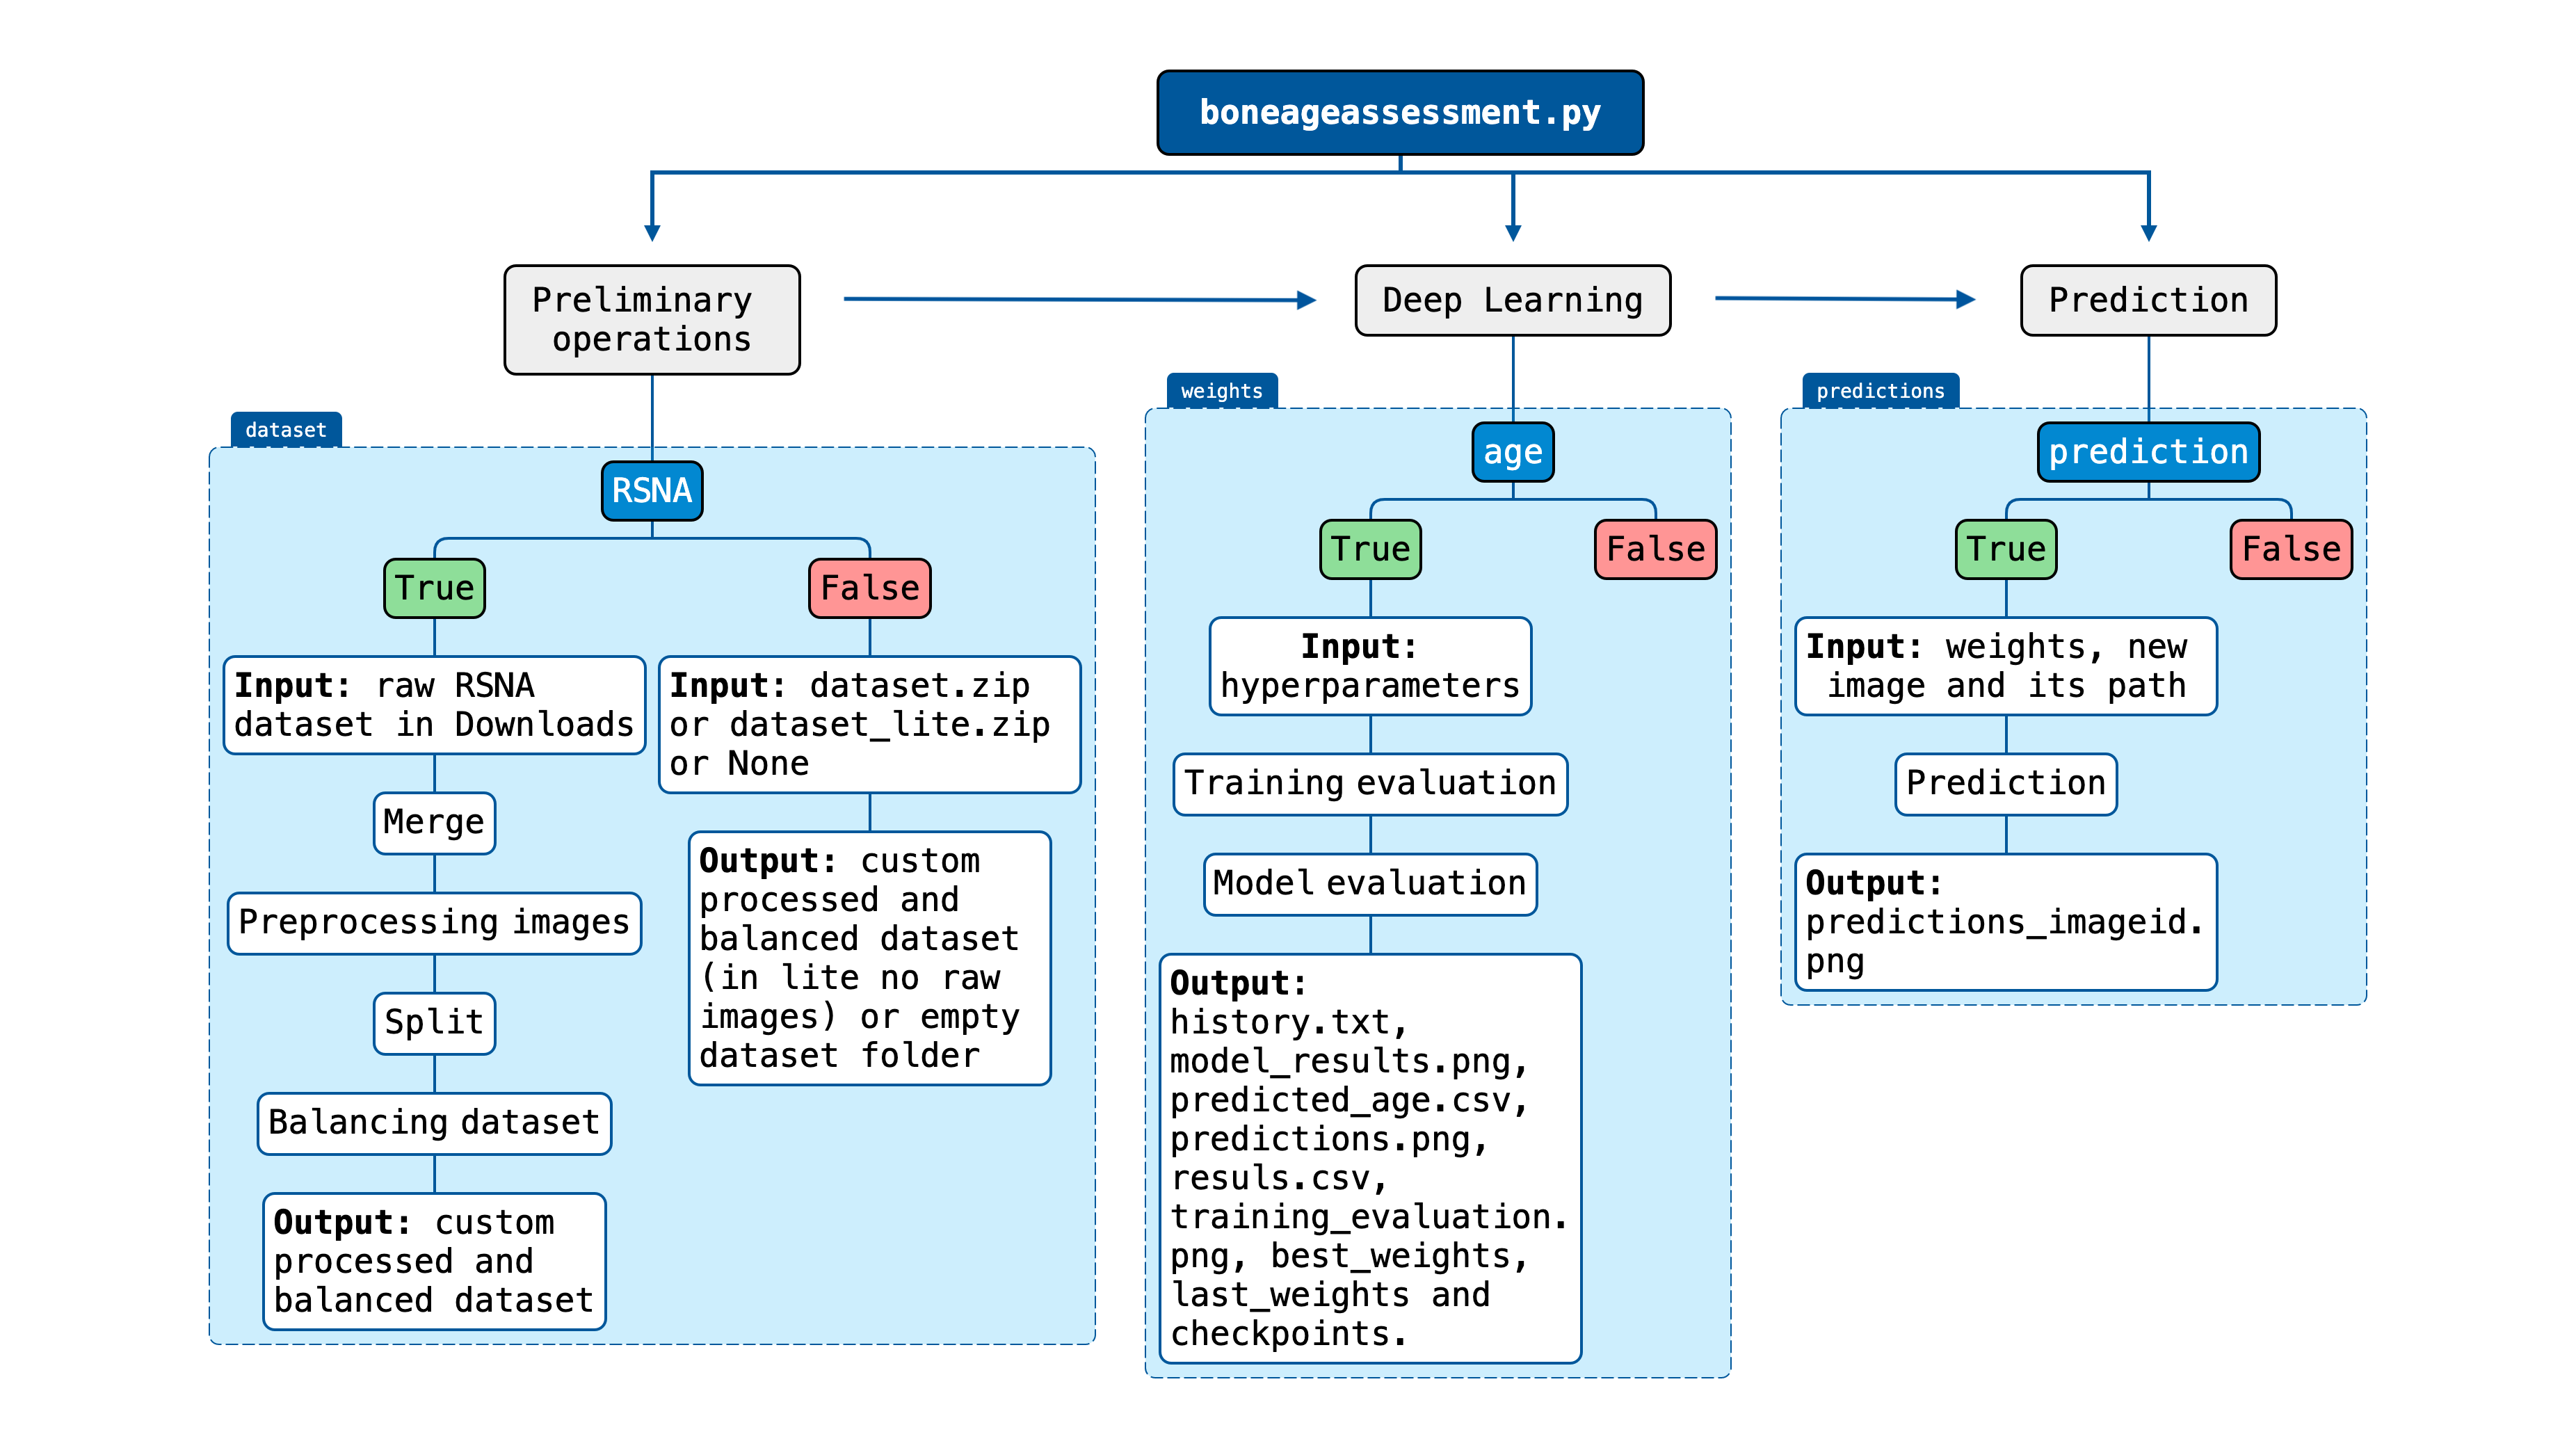 boneageassessment.py
Preliminary
operations
Deep Learning
Prediction
dataset
RSNA
True
False
Input: raw RSNA
dataset in Downloads
Merge
Preprocessing images
Split
Balancing dataset
Output: custom
processed and
balanced dataset
Input: dataset.zip
or dataset_lite.zip
or None
Output: custom
processed and
balanced dataset
(in lite no raw
images) or empty
dataset folder
weights
age
True
False
Input:
hyperparameters
Training evaluation
Model evaluation
Output:
history.txt,
model_results.png,
predicted_age.csv,
predictions.png,
resuls.csv,
training_evaluation.
png, best_weights,
last_weights and
checkpoints.
predictions
prediction
True
False
Input: weights, new
image and its path
Prediction
Output:
predictions_imageid.
png